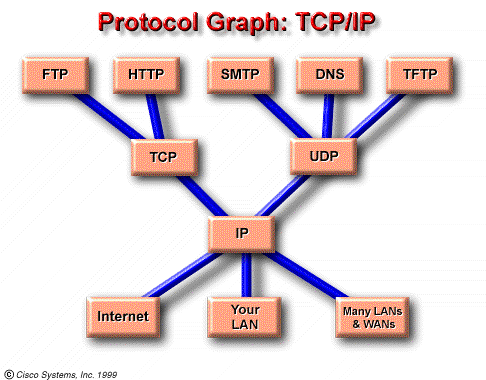 Protocol Graph: TCP/IP
FTP
HTTP
SMTP
DNS
TFTP
TCP
UDP
IP
Internet
Your
LAN
Many LANs
& WANs
© Cisco Systems, Inc. 1999